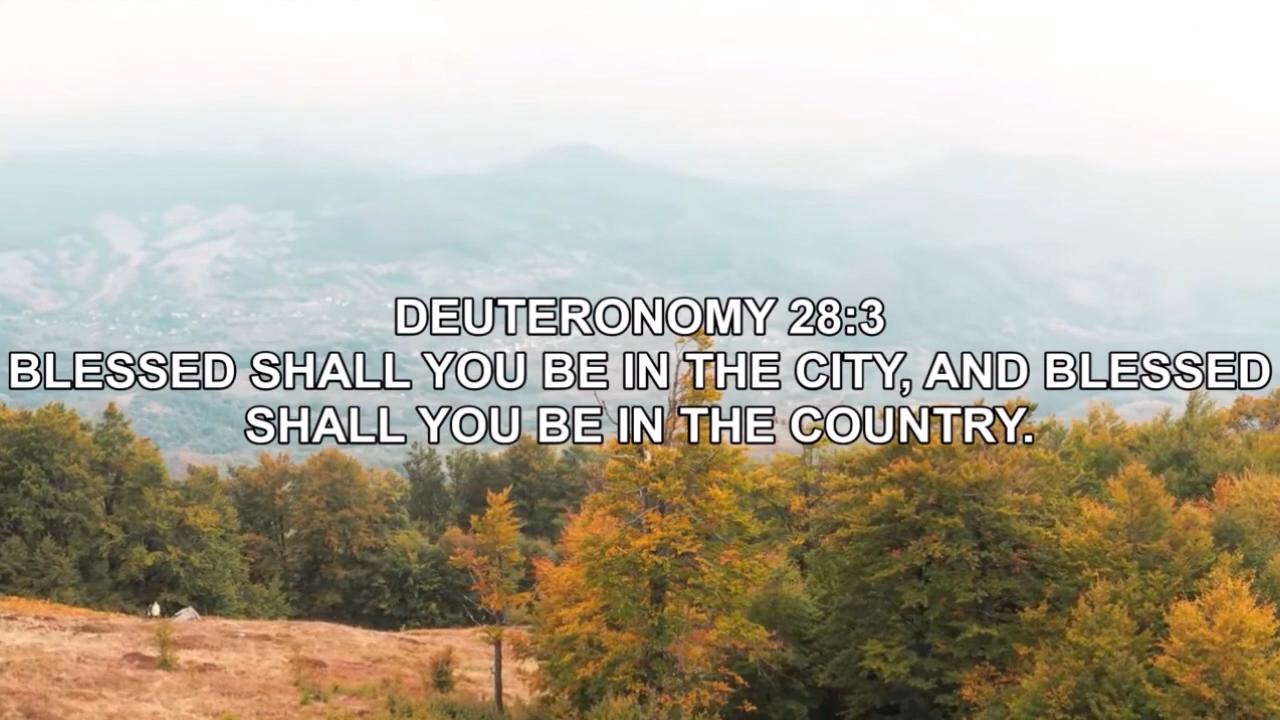 DEUTERONOMY 28:3
BLESSED SHALL YOU BE IN THE CITY, AND BLESSED
SHALL YOU BE IN THE COUNTRY.